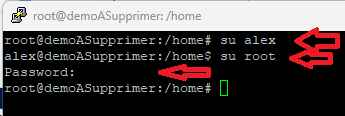 root@demoASupprimer: /home
root@demoASupprimer:/home# su alex
alex@demoASupprimer:/home$ su root
Password:
root@demoASupprimer:/home#